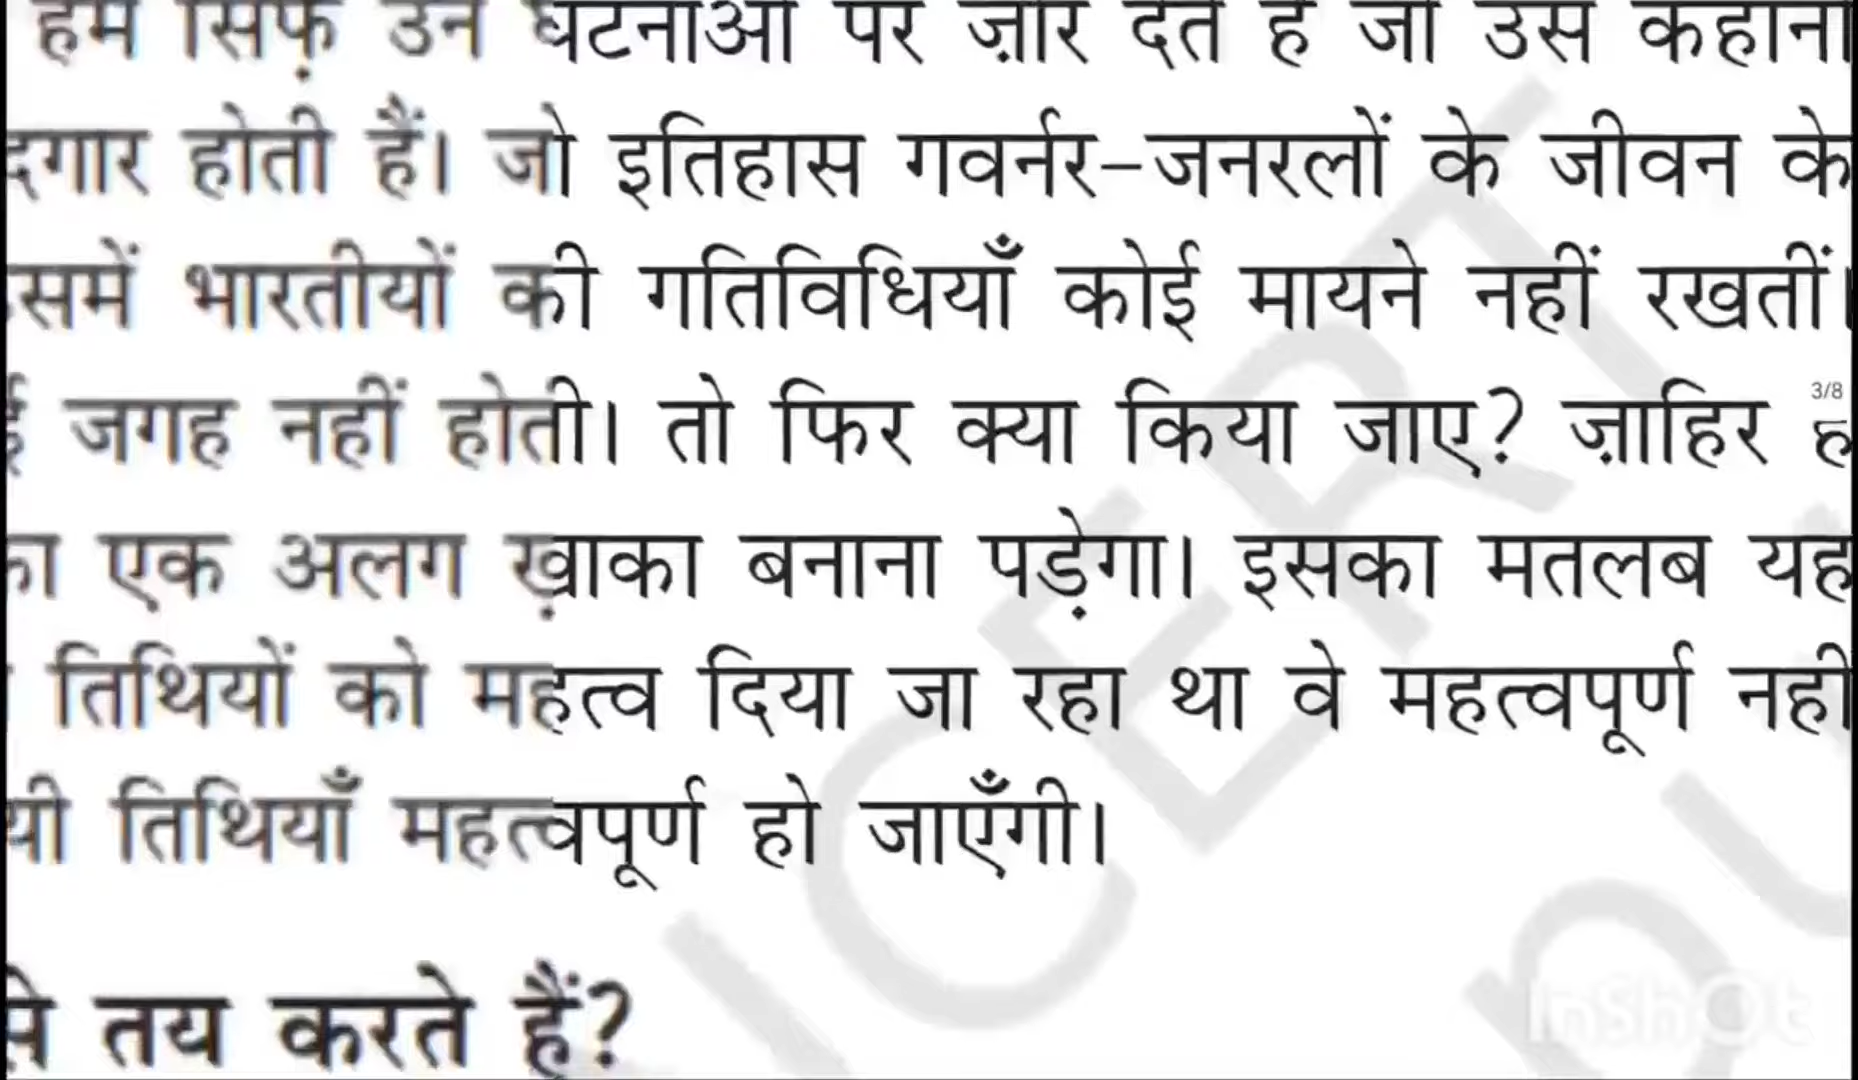 हम सिर्फ़ उन घटनाओं पर ज़ोर देते हैं जो उस कहानी
दगार होती हैं। जो इतिहास गवर्नर-जनरलों के जीवन के
समें भारतीयों की गतिविधियाँ कोई मायने नहीं रखतीं।
ई जगह नहीं होती। तो फिर क्या किया जाए? ज़ाहिर है
3/8
का एक अलग ख़ाका बनाना पड़ेगा। इसका मतलब यह
तिथियों को महत्व दिया जा रहा था वे महत्वपूर्ण नहीं
यी तिथियाँ महत्वपूर्ण हो जाएँगी।
से तय करते हैं?
InShOt